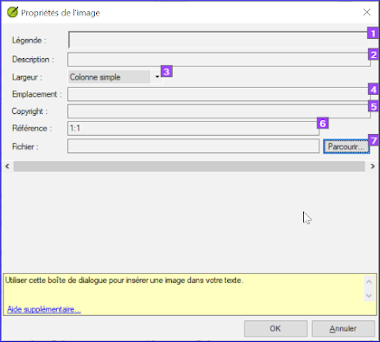 Propriétés de l'image
Légende : 1
Description : 2
Largeur : Colonne simple 3
Emplacement : 4
Copyright : 5
Référence : 1:1 6
Fichier : Parcourir... 7
Utiliser cette boîte de dialogue pour insérer une image dans votre texte.
Aide supplémentaire...
OK Annuler